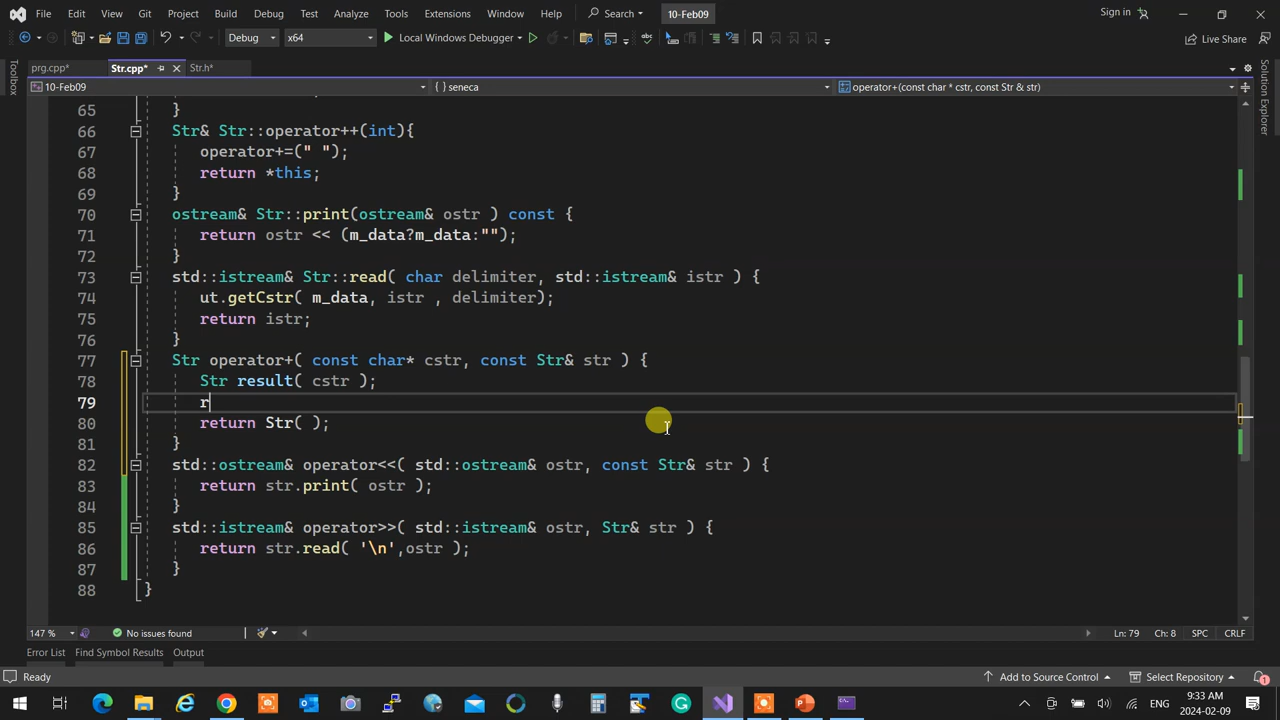 File Edit View Git Project Build Debug Test Analyze Tools Extensions Window Help Search 10-Feb09 Sign in
Debug x64 Local Windows Debugger Live Share
prg.cpp* Str.cpp* Str.h*
10-Feb09 { } seneca operator+(const char * cstr, const Str & str)
Toolbox
Solution Explorer
65 }
66 Str& Str::operator++(int){
67 operator+=(" ");
68 return *this;
69 }
70 ostream& Str::print(ostream& ostr ) const {
71 return ostr << (m_data?m_data:"");
72 }
73 std::istream& Str::read( char delimiter, std::istream& istr ) {
74 ut.getCstr( m_data, istr , delimiter);
75 return istr;
76 }
77 Str operator+( const char* cstr, const Str& str ) {
78 Str result( cstr );
79 r
80 return Str( );
81 }
82 std::ostream& operator<<( std::ostream& ostr, const Str& str ) {
83 return str.print( ostr );
84 }
85 std::istream& operator>>( std::istream& ostr, Str& str ) {
86 return str.read( '\n',ostr );
87 }
88 }
147 % No issues found Ln: 79 Ch: 8 SPC CRLF
Error List Find Symbol Results Output
Ready Add to Source Control Select Repository 1
ENG 9:33 AM
2024-02-09